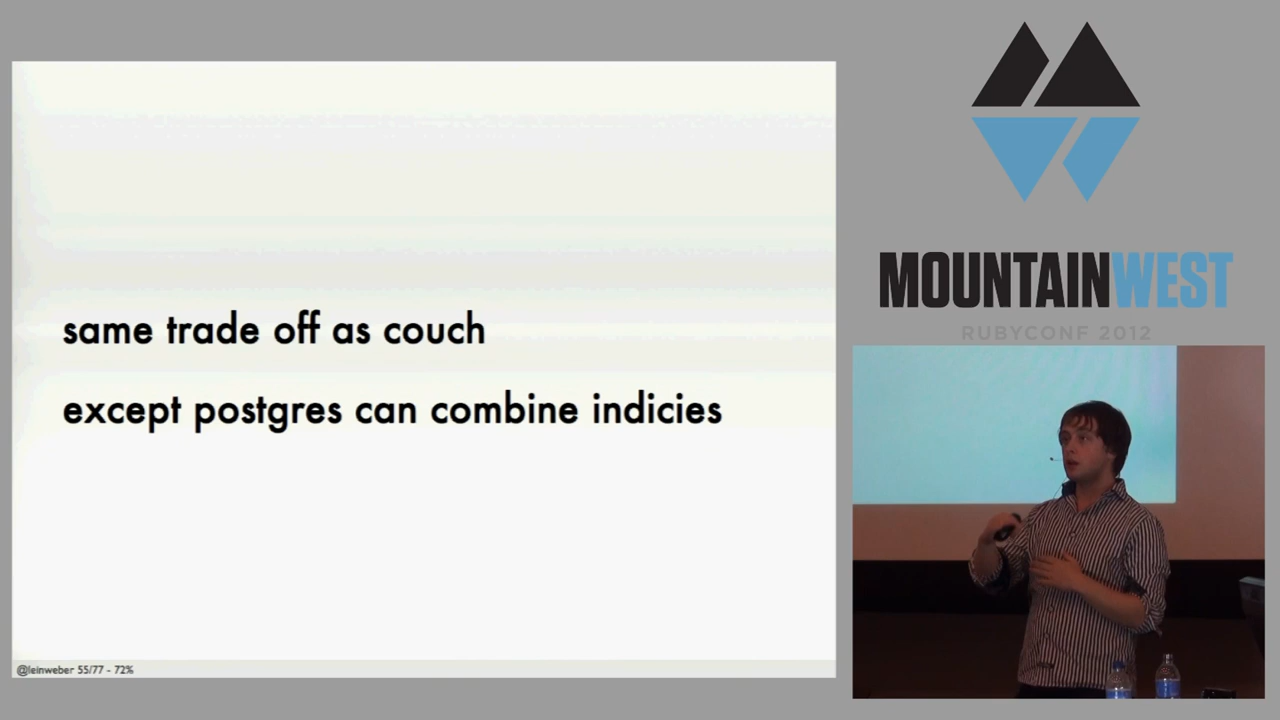 same trade off as couch
except postgres can combine indicies
@leinweber 55/77 - 72%
MOUNTAINWEST
RUBYCONF 2012